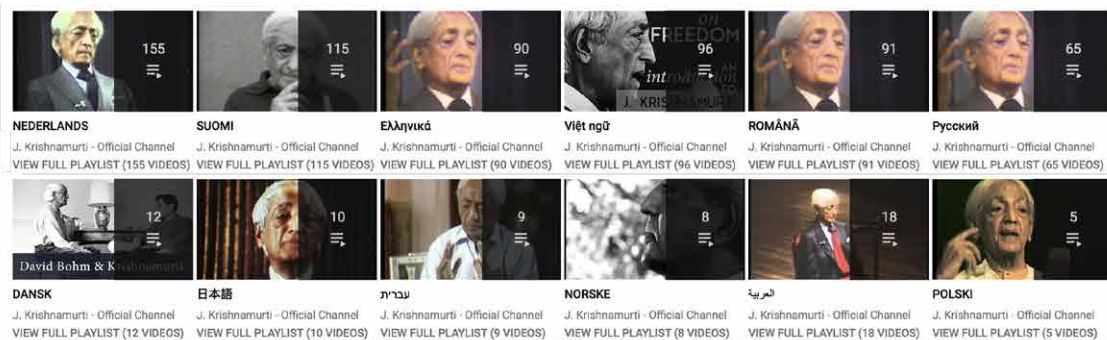 155
115
90
ON
FREEDOM
AN
introduction
TO
J. KRISHNAMURTI
96
91
65
NEDERLANDS
SUOMI
Ελληνικά
Việt ngữ
ROMÂNĂ
Русский
J. Krishnamurti - Official Channel
J. Krishnamurti - Official Channel
J. Krishnamurti - Official Channel
J. Krishnamurti - Official Channel
J. Krishnamurti - Official Channel
J. Krishnamurti - Official Channel
VIEW FULL PLAYLIST (155 VIDEOS)
VIEW FULL PLAYLIST (115 VIDEOS)
VIEW FULL PLAYLIST (90 VIDEOS)
VIEW FULL PLAYLIST (96 VIDEOS)
VIEW FULL PLAYLIST (91 VIDEOS)
VIEW FULL PLAYLIST (65 VIDEOS)
12
David Bohm & Krishnamurti
10
9
8
18
5
DANSK
日本語
עברית
NORSKE
العربية
POLSKI
J. Krishnamurti - Official Channel
J. Krishnamurti - Official Channel
J. Krishnamurti - Official Channel
J. Krishnamurti - Official Channel
J. Krishnamurti - Official Channel
J. Krishnamurti - Official Channel
VIEW FULL PLAYLIST (12 VIDEOS)
VIEW FULL PLAYLIST (10 VIDEOS)
VIEW FULL PLAYLIST (9 VIDEOS)
VIEW FULL PLAYLIST (8 VIDEOS)
VIEW FULL PLAYLIST (18 VIDEOS)
VIEW FULL PLAYLIST (5 VIDEOS)